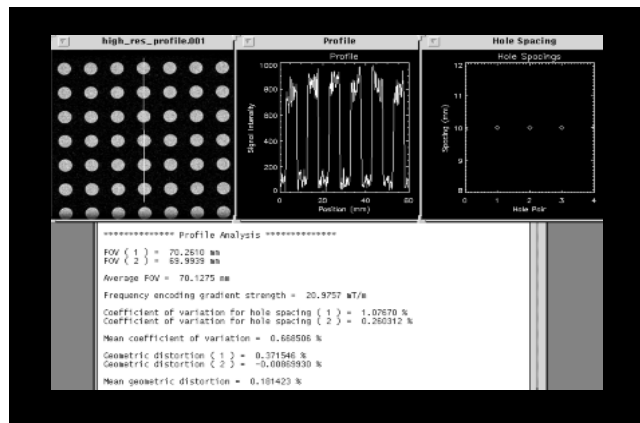 high_res_profile.001
Profile
Hole Spacing
Profile
1000
800
600
400
200
0
Signal Intensity
0 20 40 60
Position (mm)
Hole Spacings
12
11
10
9
8
Spacing (mm)
0 1 2 3 4
Hole Pair
************** Profile Analysis **************
FOV ( 1 ) = 70.2610 mm
FOV ( 2 ) = 69.9939 mm
Average FOV = 70.1275 mm
Frequency encoding gradient strength = 20.9757 mT/m
Coefficient of variation for hole spacing ( 1 ) = 1.07670 %
Coefficient of variation for hole spacing ( 2 ) = 0.260312 %
Mean coefficient of variation = 0.668506 %
Geometric distortion ( 1 ) = 0.371546 %
Geometric distortion ( 2 ) = -0.00869930 %
Mean geometric distortion = 0.181423 %